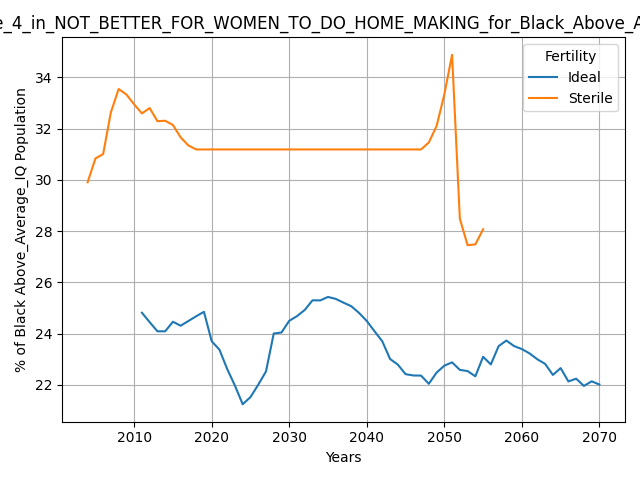 e_4_in_NOT_BETTER_FOR_WOMEN_TO_DO_HOME_MAKING_for_Black_Above_A
Fertility
Ideal
Sterile
% of Black Above_Average_IQ Population
34
32
30
28
26
24
22
2010 2020 2030 2040 2050 2060 2070
Years